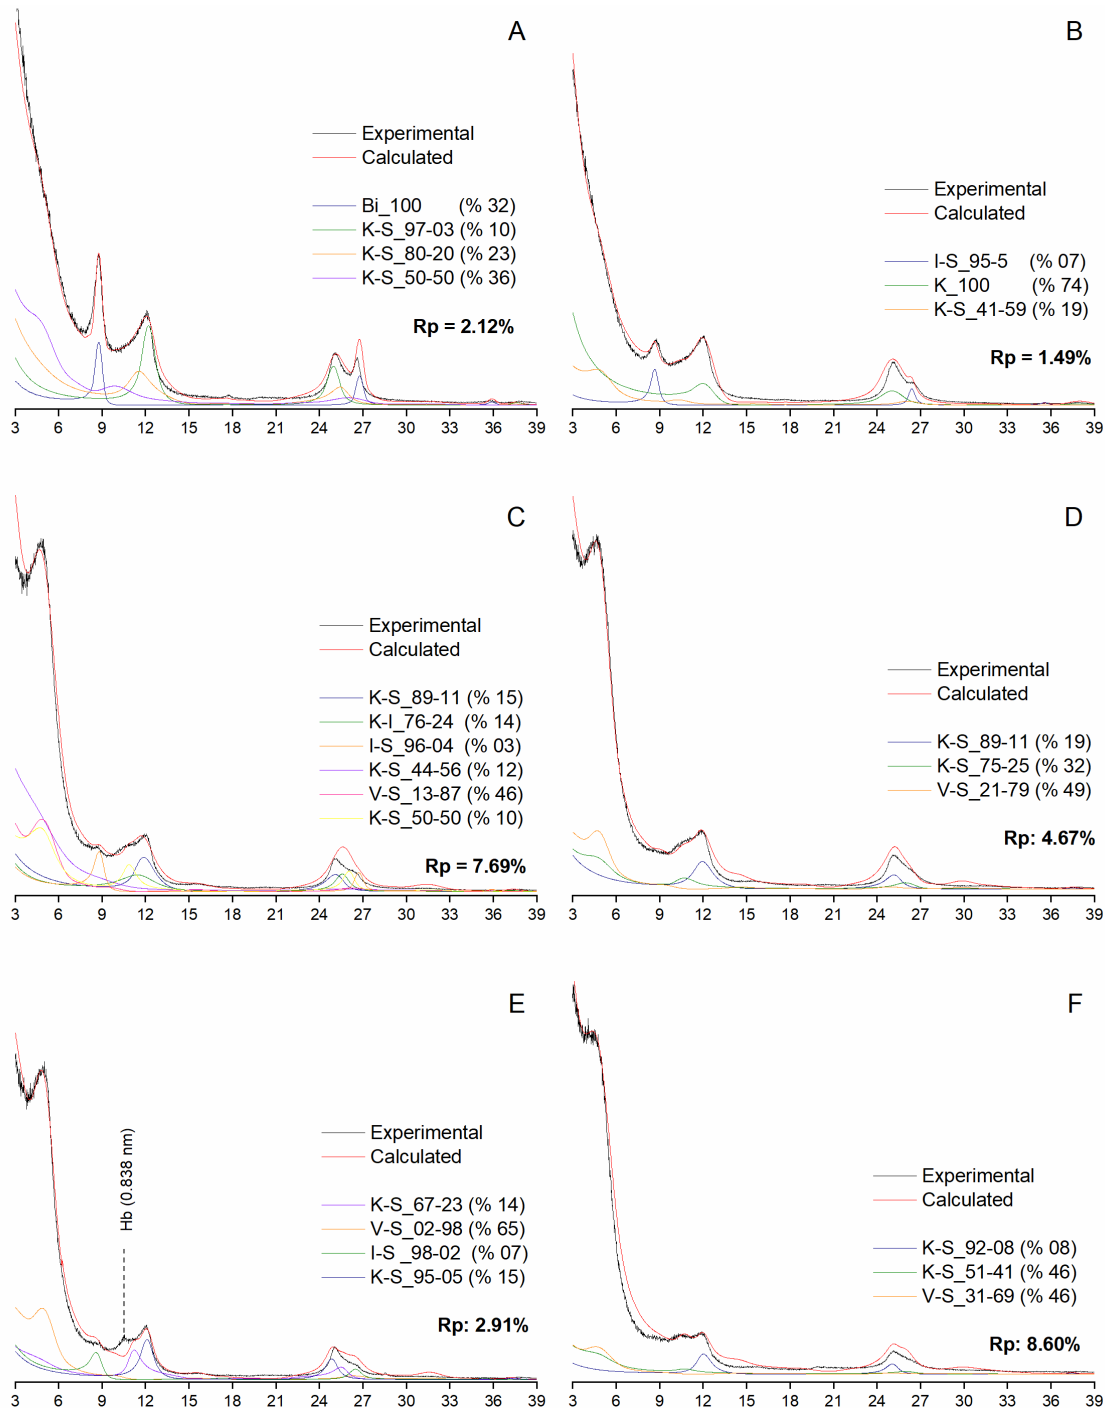 A
Experimental
Calculated
Bi_100 (% 32)
K-S_97-03 (% 10)
K-S_80-20 (% 23)
K-S_50-50 (% 36)
Rp = 2.12%
3 6 9 12 15 18 21 24 27 30 33 36 39
B
Experimental
Calculated
I-S_95-5 (% 07)
K_100 (% 74)
K-S_41-59 (% 19)
Rp = 1.49%
3 6 9 12 15 18 21 24 27 30 33 36 39
C
Experimental
Calculated
K-S_89-11 (% 15)
K-I_76-24 (% 14)
I-S_96-04 (% 03)
K-S_44-56 (% 12)
V-S_13-87 (% 46)
K-S_50-50 (% 10)
Rp = 7.69%
3 6 9 12 15 18 21 24 27 30 33 36 39
D
Experimental
Calculated
K-S_89-11 (% 19)
K-S_75-25 (% 32)
V-S_21-79 (% 49)
Rp: 4.67%
3 6 9 12 15 18 21 24 27 30 33 36 39
E
Hb (0.838 nm)
Experimental
Calculated
K-S_67-23 (% 14)
V-S_02-98 (% 65)
I-S_98-02 (% 07)
K-S_95-05 (% 15)
Rp: 2.91%
3 6 9 12 15 18 21 24 27 30 33 36 39
F
Experimental
Calculated
K-S_92-08 (% 08)
K-S_51-41 (% 46)
V-S_31-69 (% 46)
Rp: 8.60%
3 6 9 12 15 18 21 24 27 30 33 36 39